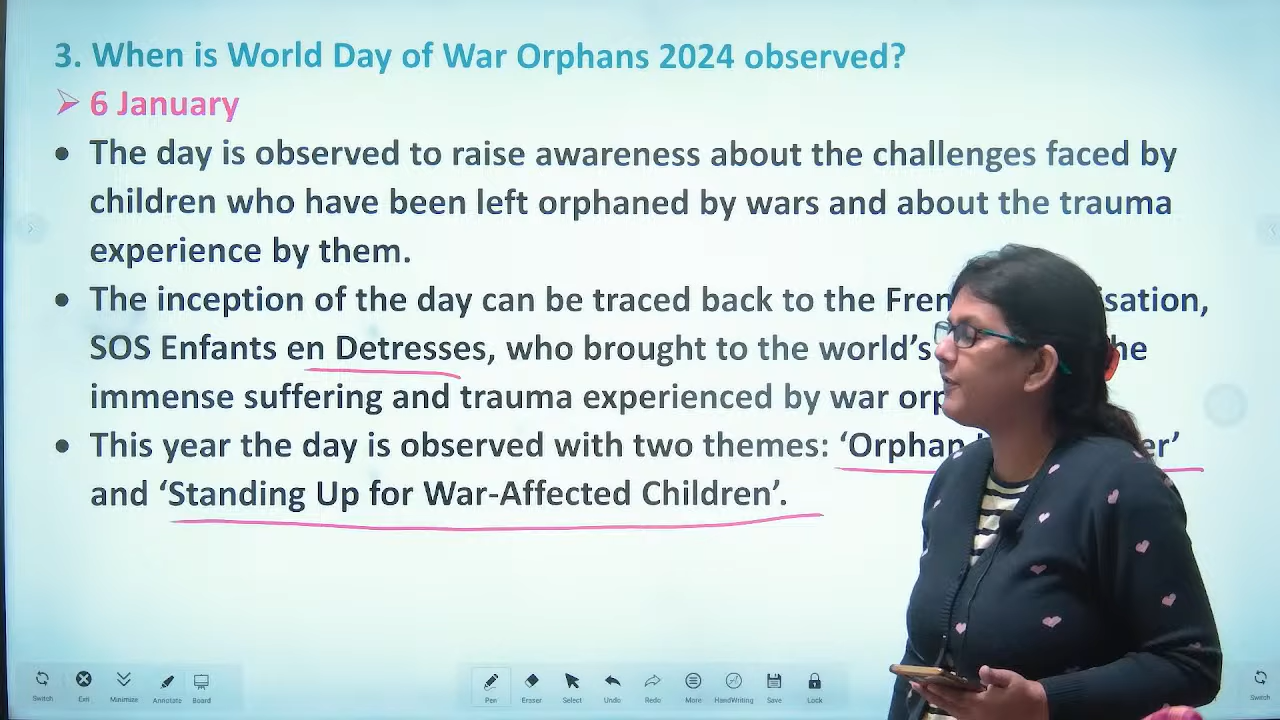 3. When is World Day of War Orphans 2024 observed?
6 January
• The day is observed to raise awareness about the challenges faced by
children who have been left orphaned by wars and about the trauma
experience by them.
• The inception of the day can be traced back to the
SOS Enfants en Detresses, who brought to the world's
immense suffering and trauma experienced by war
• This year the day is observed with two themes: 'Orphan
and 'Standing Up for War-Affected Children'.
Switch Exit Minimize Annotate Board Pen Eraser Select Undo Redo More HandWriting Save Lock Switch